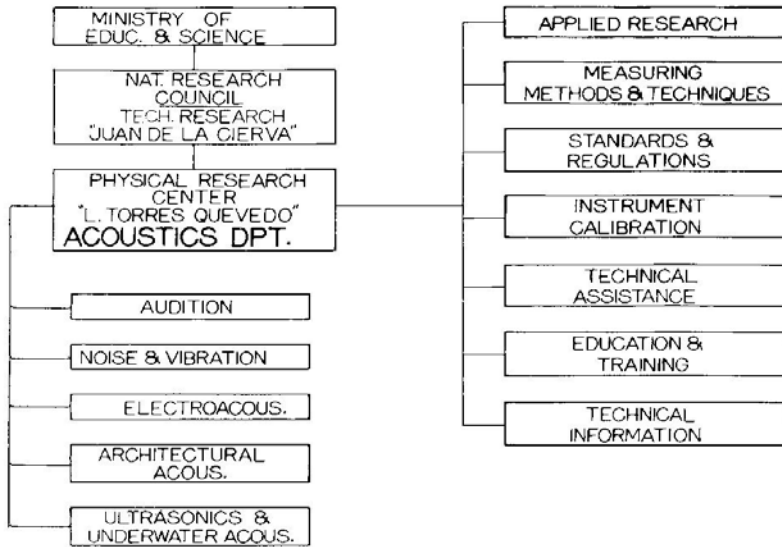 MINISTRY OF
EDUC. & SCIENCE
NAT. RESEARCH
COUNCIL
TECH. RESEARCH
"JUAN DE LA CIERVA"
PHYSICAL RESEARCH
CENTER
"L. TORRES QUEVEDO"
ACOUSTICS DPT.
AUDITION
NOISE & VIBRATION
ELECTROACOUS.
ARCHITECTURAL
ACOUS.
ULTRASONICS &
UNDERWATER ACOUS.
APPLIED RESEARCH
MEASURING
METHODS & TECHNIQUES
STANDARDS &
REGULATIONS
INSTRUMENT
CALIBRATION
TECHNICAL
ASSISTANCE
EDUCATION &
TRAINING
TECHNICAL
INFORMATION